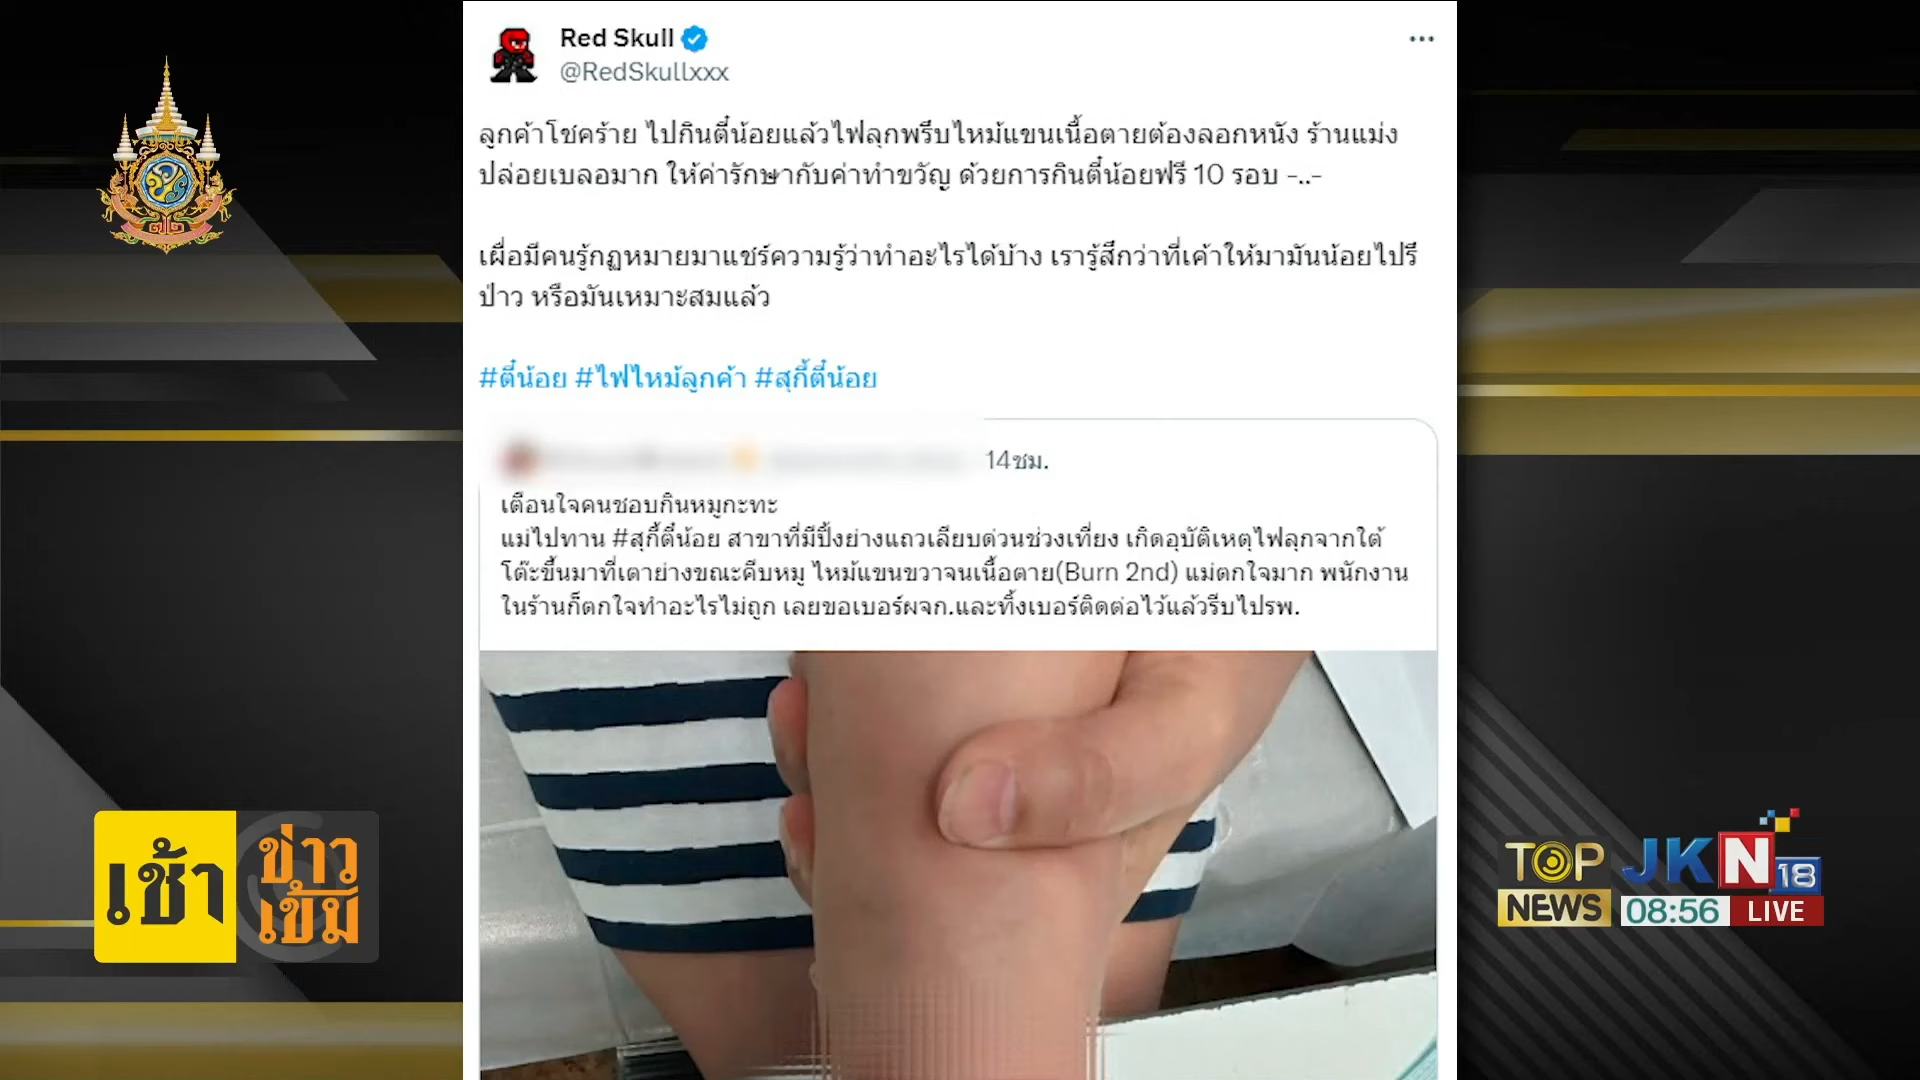 Red Skull
@RedSkullxxx
ลูกค้าโชคร้าย ไปกินตี๋น้อยแล้วไฟลุกพรึบไหม้แขนเนื้อตายต้องลอกหนัง ร้านแม่ง
ปล่อยเบลอมาก ให้ค่ารักษากับค่าทำขวัญ ด้วยการกินตี๋น้อยฟรี 10 รอบ -..-
เผื่อมีคนรู้กฏหมายมาแชร์ความรู้ว่าทำอะไรได้บ้าง เรารู้สึกว่าที่เค้าให้มามันน้อยไปรึ
ป่าว หรือมันเหมาะสมแล้ว
#ตี๋น้อย #ไฟไหม้ลูกค้า #สุกี้ตี๋น้อย
14ชม.
เตือนใจคนชอบกินหมูกะทะ
แม่ไปทาน #สุกี้ตี๋น้อย สาขาที่มีปิ้งย่างแถวเลียบด่วนช่วงเที่ยง เกิดอุบัติเหตุไฟลุกจากใต้
โต๊ะขึ้นมาที่เตาย่างขณะคีบหมู ไหม้แขนขวาจนเนื้อตาย(Burn 2nd) แม่ตกใจมาก พนักงาน
ในร้านก็ตกใจทำอะไรไม่ถูก เลยขอเบอร์ผจก.และทิ้งเบอร์ติดต่อไว้แล้วรีบไปรพ.
เช้า
ข่าว
เข้ม
TOP
NEWS
JKN
18
08:56
LIVE
๗๒